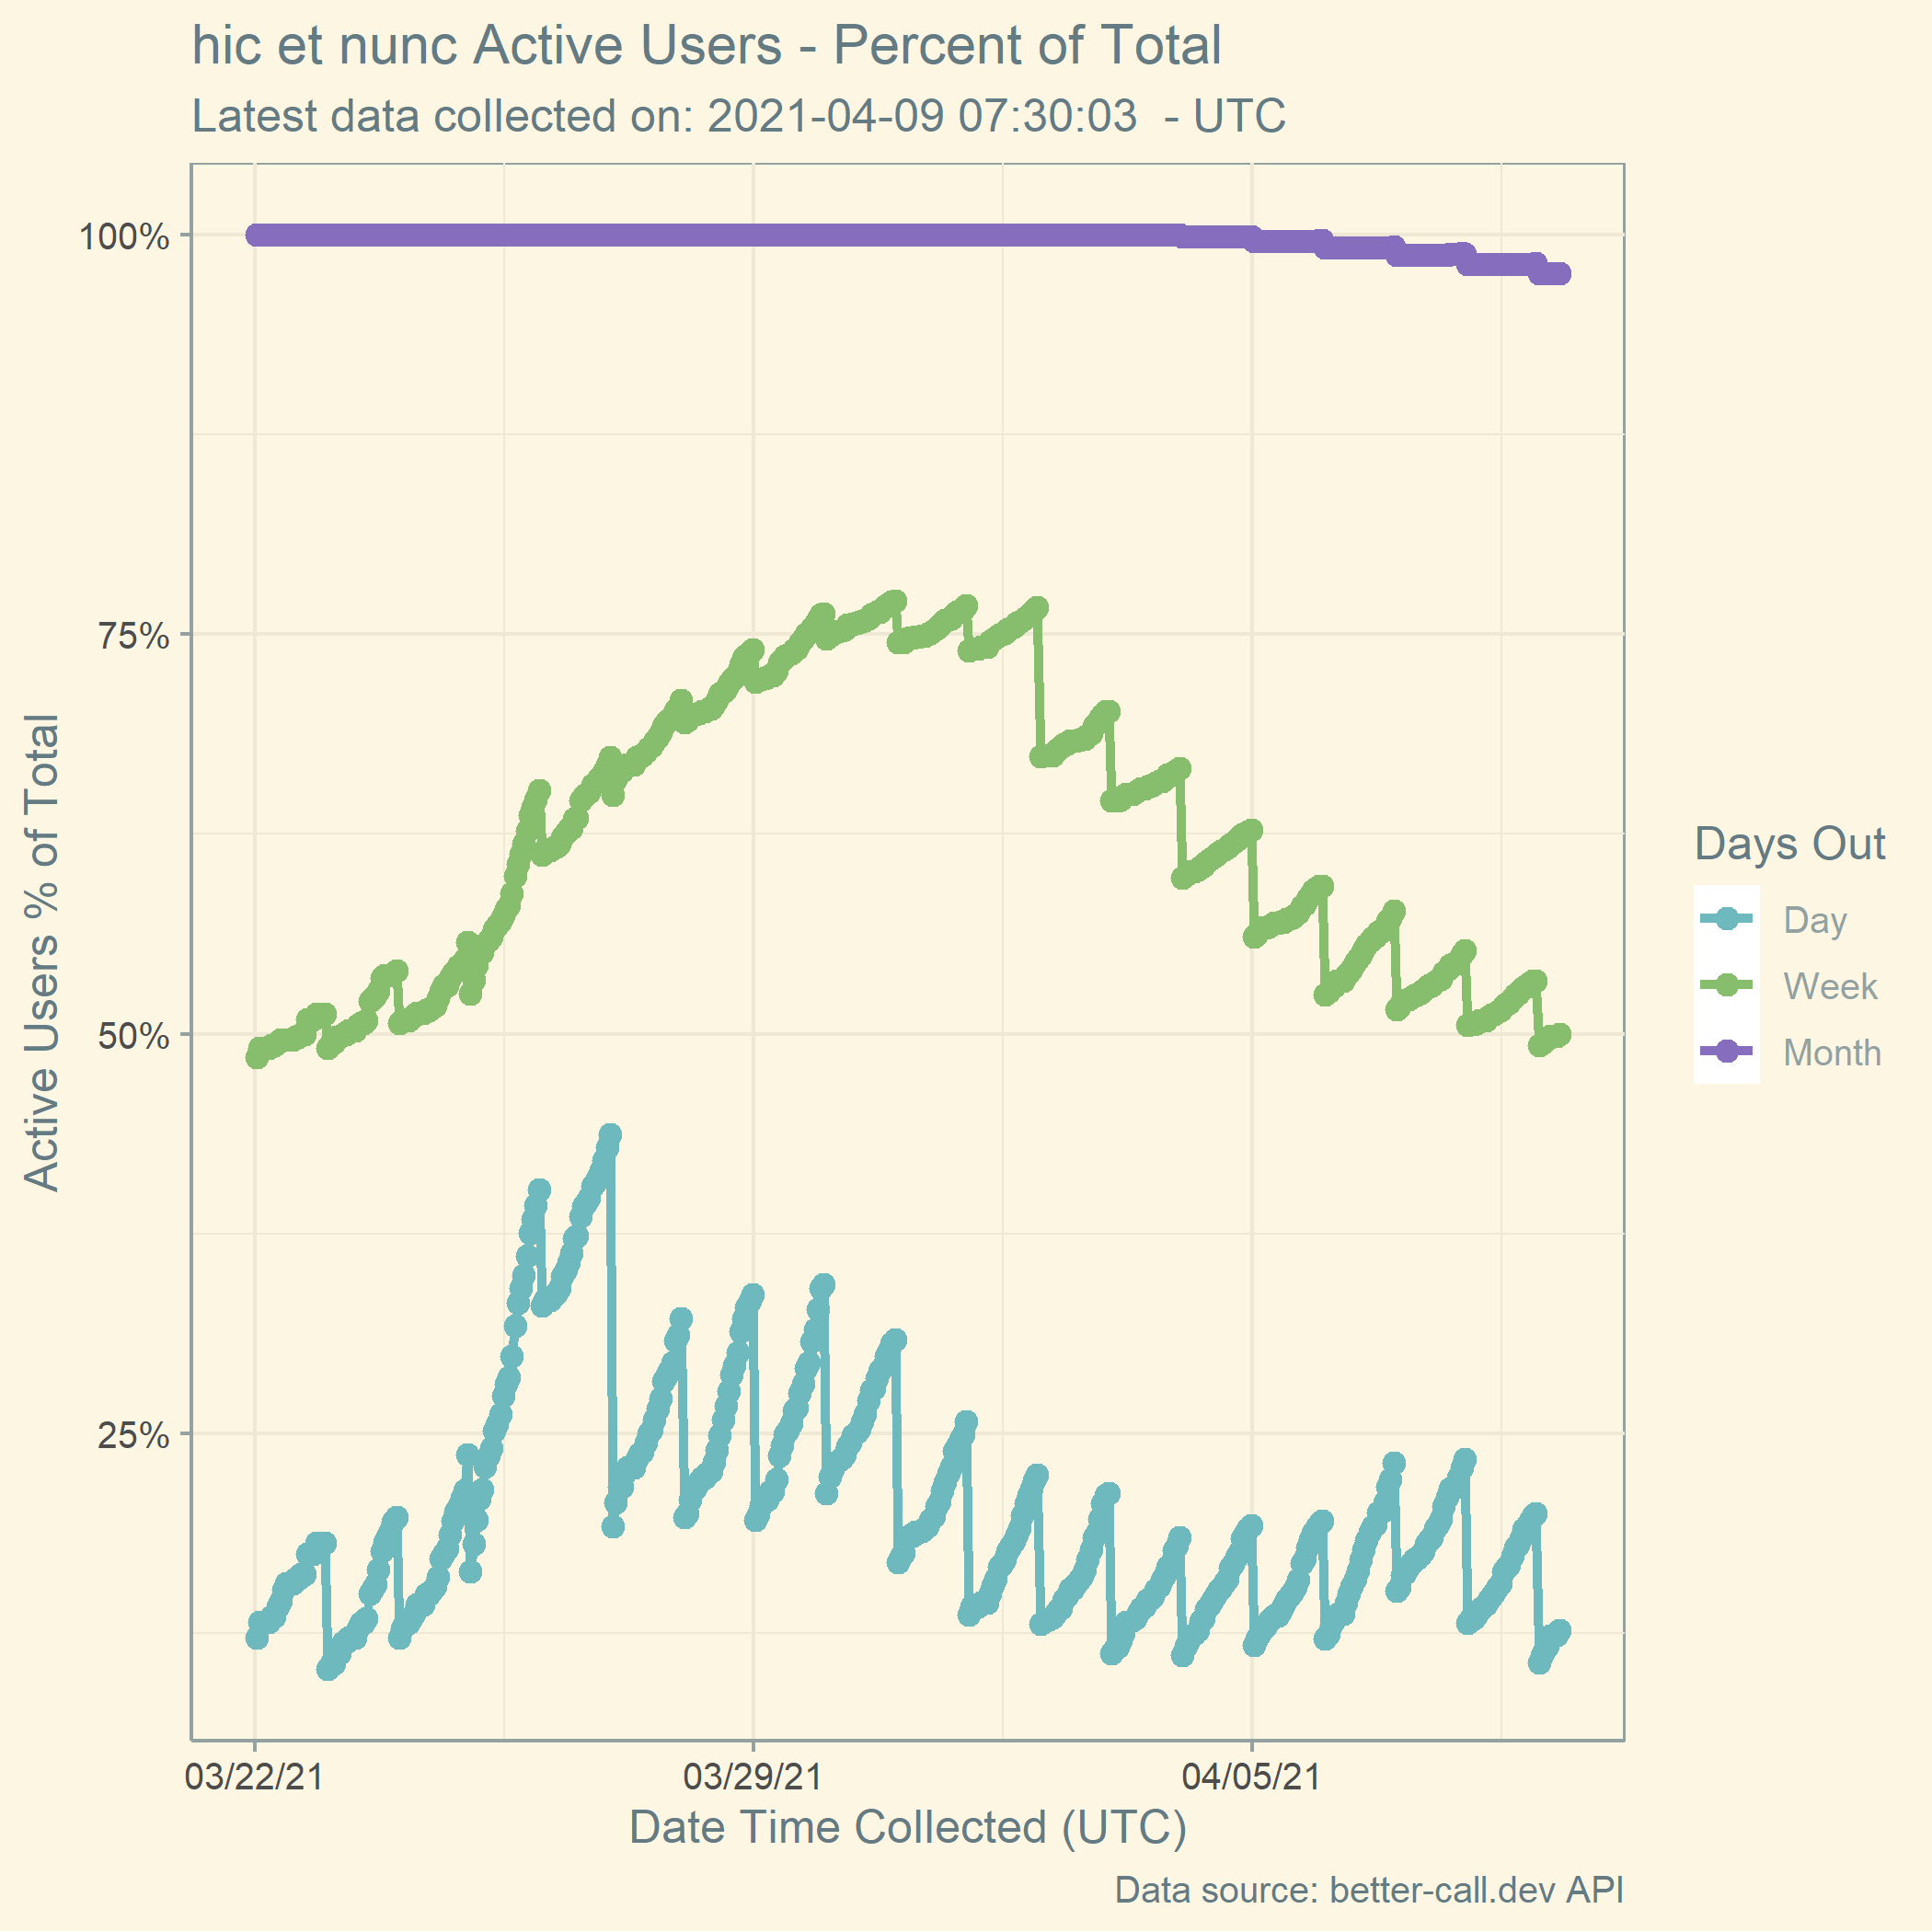 hic et nunc Active Users - Percent of Total
Latest data collected on: 2021-04-09 07:30:03  - UTC
100%
75%
50%
25%
Active Users % of Total
03/22/21 03/29/21 04/05/21
Date Time Collected (UTC)
Days Out
Day
Week
Month
Data source: better-call.dev API